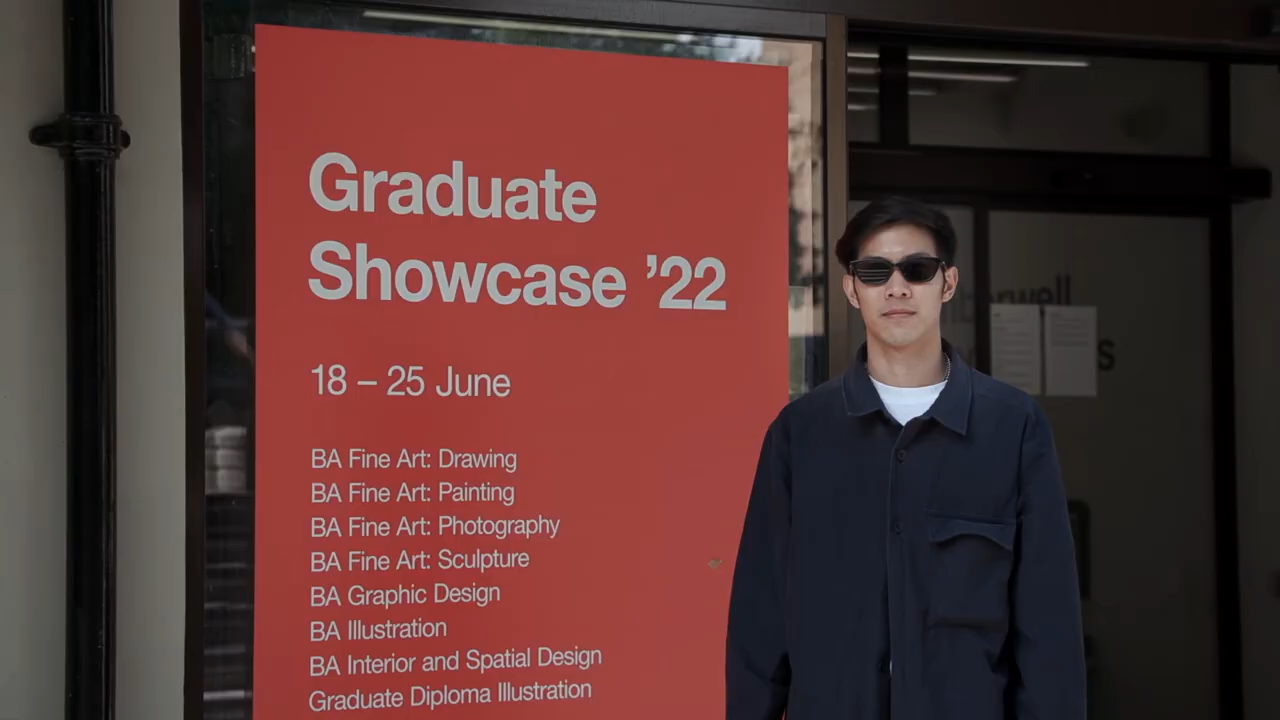 Graduate
Showcase ’22
18 – 25 June
BA Fine Art: Drawing
BA Fine Art: Painting
BA Fine Art: Photography
BA Fine Art: Sculpture
BA Graphic Design
BA Illustration
BA Interior and Spatial Design
Graduate Diploma Illustration